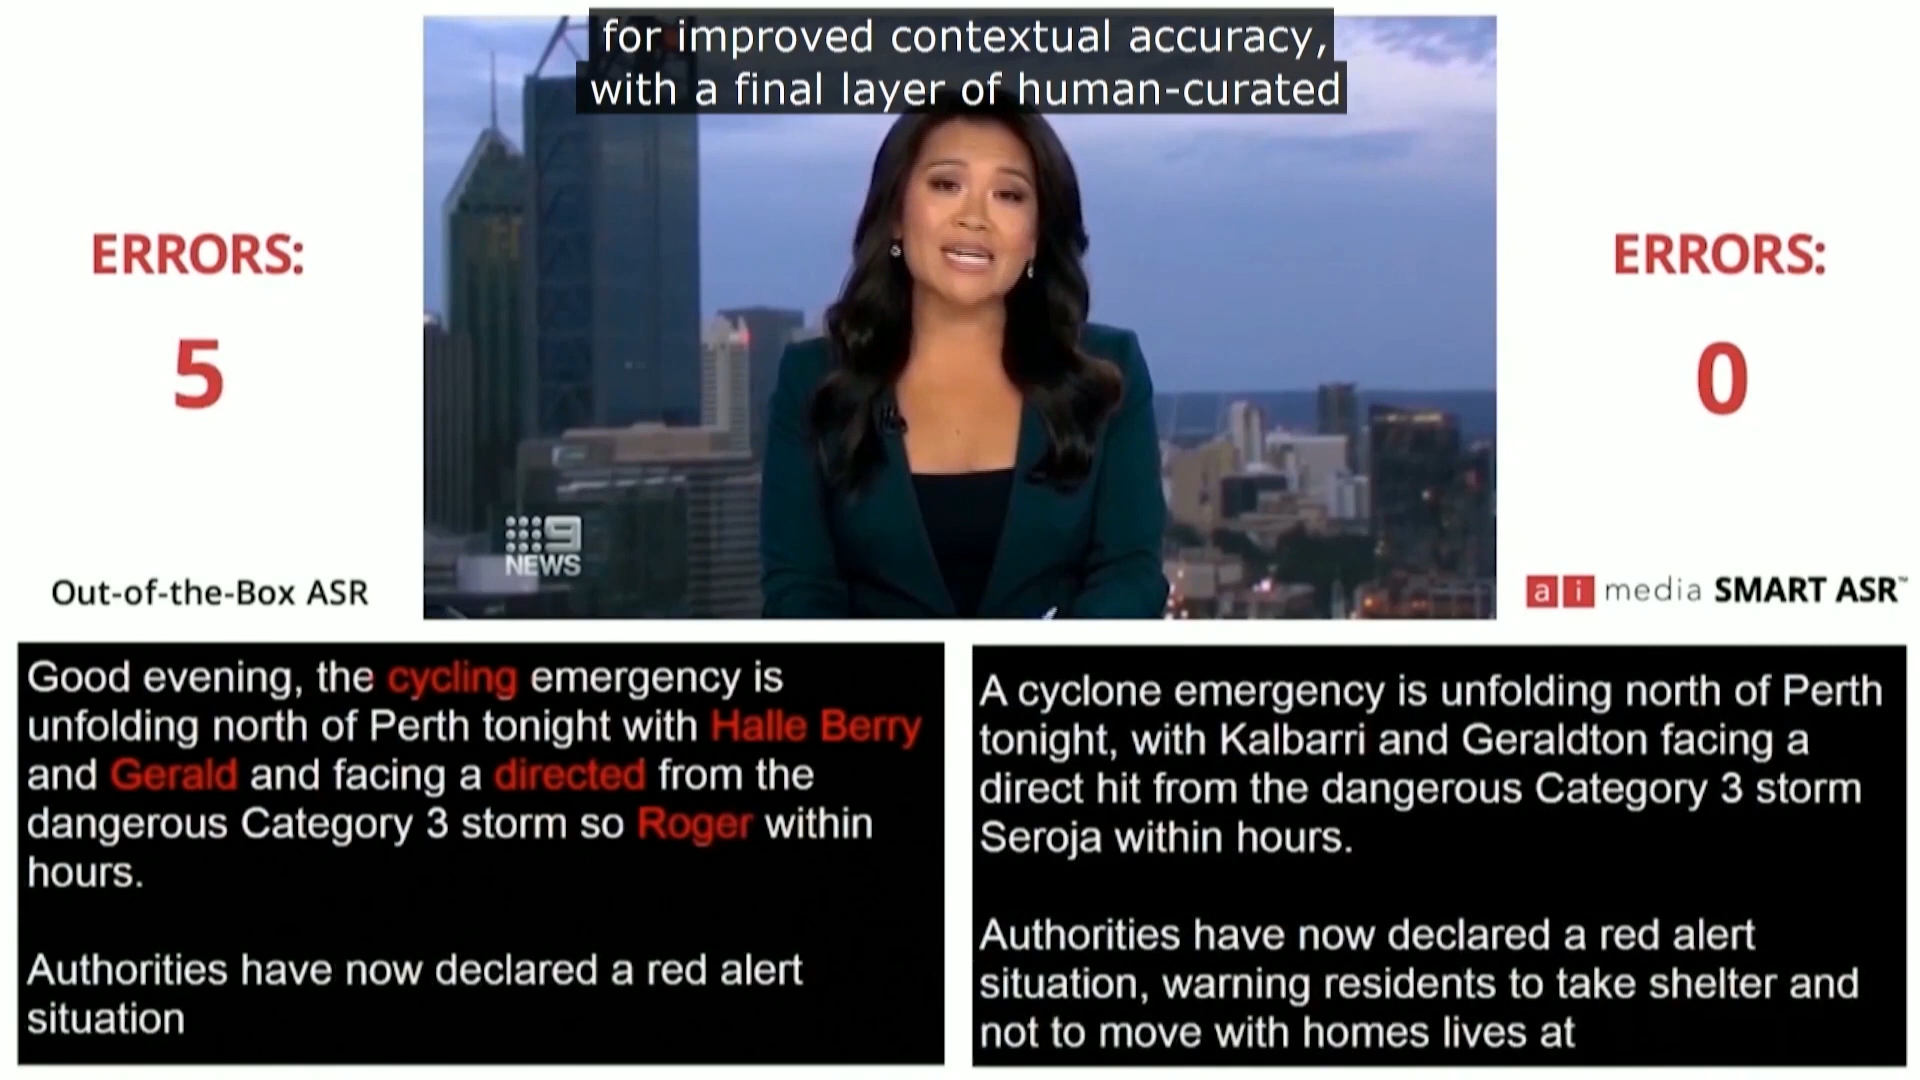 for improved contextual accuracy,
with a final layer of human-curated
ERRORS:
5
ERRORS:
0
9
NEWS
Out-of-the-Box ASR
ai media SMART ASR™
Good evening, the cycling emergency is
unfolding north of Perth tonight with Halle Berry
and Gerald and facing a directed from the
dangerous Category 3 storm so Roger within
hours.
Authorities have now declared a red alert
situation
A cyclone emergency is unfolding north of Perth
tonight, with Kalbarri and Geraldton facing a
direct hit from the dangerous Category 3 storm
Seroja within hours.
Authorities have now declared a red alert
situation, warning residents to take shelter and
not to move with homes lives at